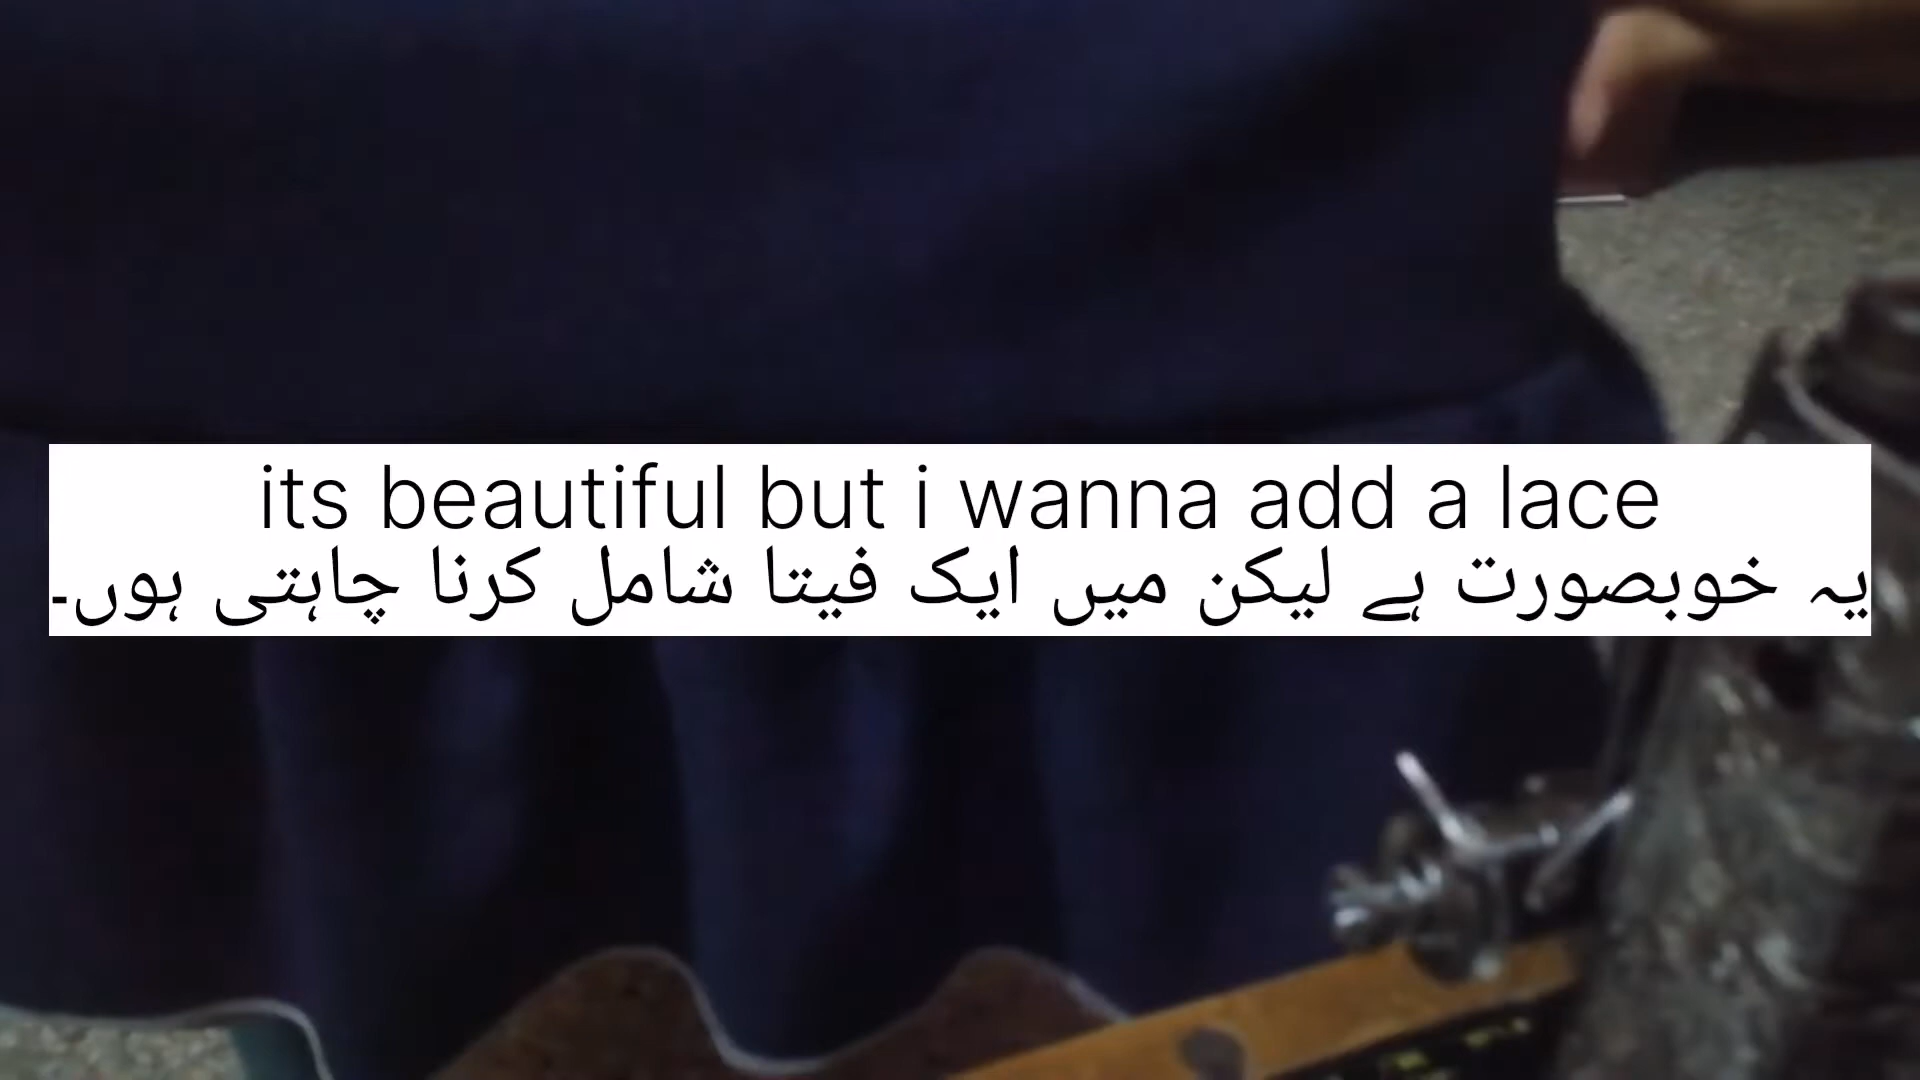 its beautiful but i wanna add a lace
یہ خوبصورت ہے لیکن میں ایک فیتا شامل کرنا چاہتی ہوں۔